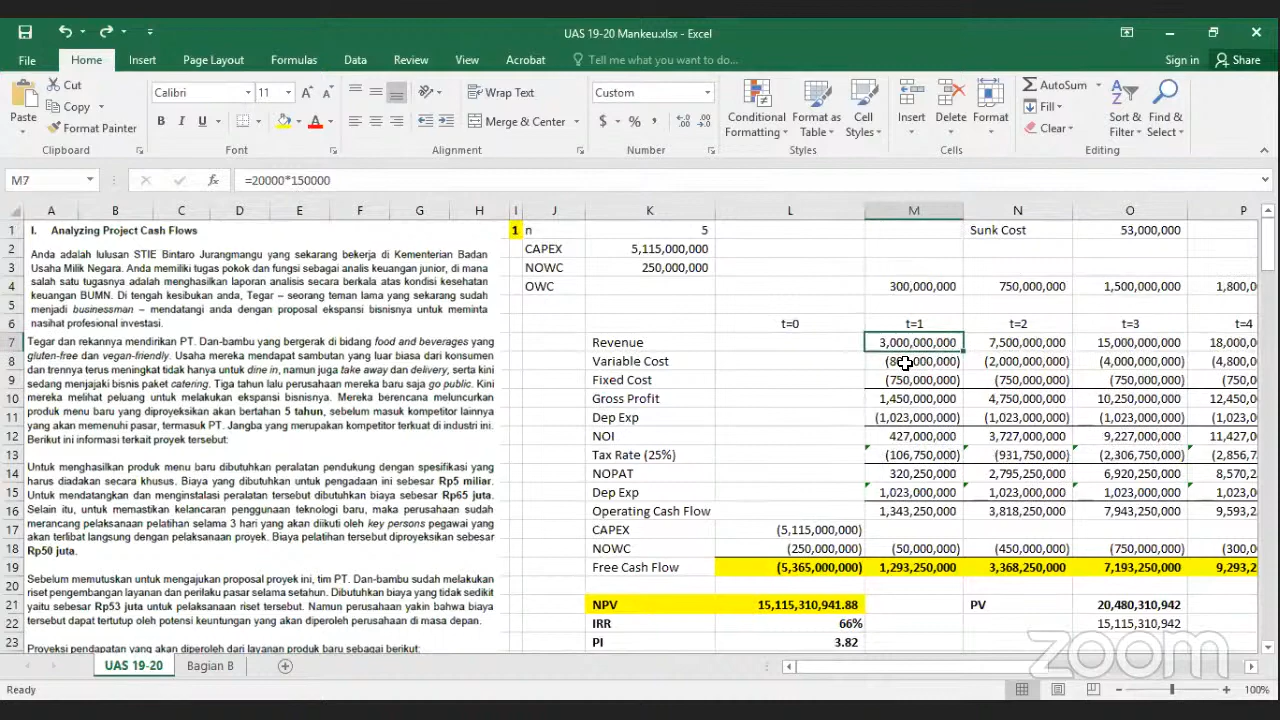 UAS 19-20 Mankeu.xlsx - Excel
File Home Insert Page Layout Formulas Data Review View Acrobat Tell me what you want to do... Sign in Share
Cut
Copy
Format Painter
Paste
Clipboard
Calibri 11
B I U
Font
Wrap Text
Merge & Center
Alignment
Custom
$ % ,
Number
Conditional Formatting
Format as Table
Cell Styles
Styles
Insert Delete Format
Cells
AutoSum
Fill
Clear
Sort & Filter
Find & Select
Editing
M7 fx =20000*150000
A B C D E F G H I J K L M N O P
1 I. Analyzing Project Cash Flows 1 n 5 Sunk Cost 53,000,000
2 CAPEX 5,115,000,000
3 NOWC 250,000,000
4 OWC 300,000,000 750,000,000 1,500,000,000 1,800,0
5
6 t=0 t=1 t=2 t=3 t=4
7 Revenue 3,000,000,000 7,500,000,000 15,000,000,000 18,000,0
8 Variable Cost (2,000,000,000) (4,000,000,000) (4,800,0
9 Fixed Cost (750,000,000) (750,000,000) (750,000,000) (750,0
10 Gross Profit 1,450,000,000 4,750,000,000 10,250,000,000 12,450,0
11 Dep Exp (1,023,000,000) (1,023,000,000) (1,023,000,000) (1,023,0
12 NOI 427,000,000 3,727,000,000 9,227,000,000 11,427,0
13 Tax Rate (25%) (106,750,000) (931,750,000) (2,306,750,000) (2,856,7
14 NOPAT 320,250,000 2,795,250,000 6,920,250,000 8,570,2
15 Dep Exp 1,023,000,000 1,023,000,000 1,023,000,000 1,023,0
16 Operating Cash Flow 1,343,250,000 3,818,250,000 7,943,250,000 9,593,2
17 CAPEX (5,115,000,000)
18 NOWC (250,000,000) (50,000,000) (450,000,000) (750,000,000) (300,0
19 Free Cash Flow (5,365,000,000) 1,293,250,000 3,368,250,000 7,193,250,000 9,293,2
20
21 NPV 15,115,310,941.88 PV 20,480,310,942
22 IRR 66% 15,115,310,942
23 PI 3.82
Anda adalah lulusan STIE Bintaro Jurangmangu yang sekarang bekerja di Kementerian Badan
Usaha Milik Negara. Anda memiliki tugas pokok dan fungsi sebagai analis keuangan junior, di mana
salah satu tugasnya adalah menghasilkan laporan analisis secara berkala atas kondisi kesehatan
keuangan BUMN. Di tengah kesibukan anda, Tegar – seorang teman lama yang sekarang sudah
menjadi businesman – mendatangi anda dengan proposal ekspansi bisnisnya untuk meminta
nasihat profesional investasi.
Tegar dan rekannya mendirikan PT. Dan-bambu yang bergerak di bidang food and beverages yang
gluten-free dan vegan-friendly. Usaha mereka mendapat sambutan yang luar biasa dari konsumen
dan trennya terus meningkat tidak hanya untuk dine in, namun juga take away dan delivery, serta kini
sedang menjajaki bisnis paket catering. Tiga tahun lalu perusahaan mereka baru saja go public. Kini
mereka melihat peluang untuk melakukan ekspansi bisnisnya. Mereka berencana meluncurkan
produk menu baru yang diproyeksikan akan bertahan 5 tahun, sebelum masuk kompetitor lainnya
yang akan memenuhi pasar, termasuk PT. Jangba yang merupakan kompetitor terkuat di industri ini.
Berikut ini informasi terkait proyek tersebut:
Untuk menghasilkan produk menu baru dibutuhkan peralatan pendukung dengan spesifikasi yang
harus diadakan secara khusus. Biaya yang dibutuhkan untuk pengadaan ini sebesar Rp5 miliar.
Untuk mendatangkan dan menginstalasi peralatan tersebut dibutuhkan biaya sebesar Rp65 juta.
Selain itu, untuk memastikan kelancaran penggunaan teknologi baru, maka perusahaan sudah
merancang pelaksanaan pelatihan selama 3 hari yang akan diikuti oleh key persons pegawai yang
akan terlibat langsung dengan pelaksanaan proyek. Biaya pelatihan tersebut diproyeksikan sebesar
Rp50 juta.
Sebelum memutuskan untuk mengajukan proposal proyek ini, tim PT. Dan-bambu sudah melakukan
riset pengembangan layanan dan perilaku pasar selama setahun. Dibutuhkan biaya yang tidak sedikit
yaitu sebesar Rp53 juta untuk pelaksanaan riset tersebut. Namun perusahaan yakin bahwa biaya
tersebut dapat tertutup oleh potensi keuntungan yang akan diperoleh perusahaan di masa depan.
Proyeksi pendapatan yang akan diperoleh dari layanan produk baru sebagai berikut:
UAS 19-20 Bagian B
zoom
Ready 100%